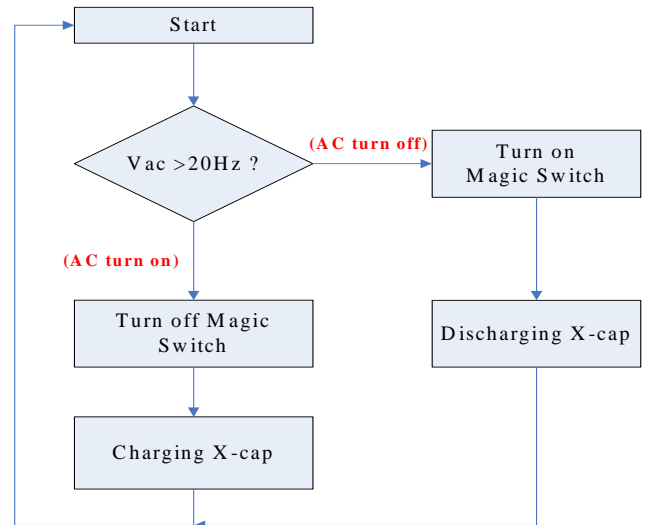 Start
Vac >20Hz ?
(AC turn off)
Turn on
Magic Switch
(AC turn on)
Turn off Magic
Switch
Discharging X-cap
Charging X-cap